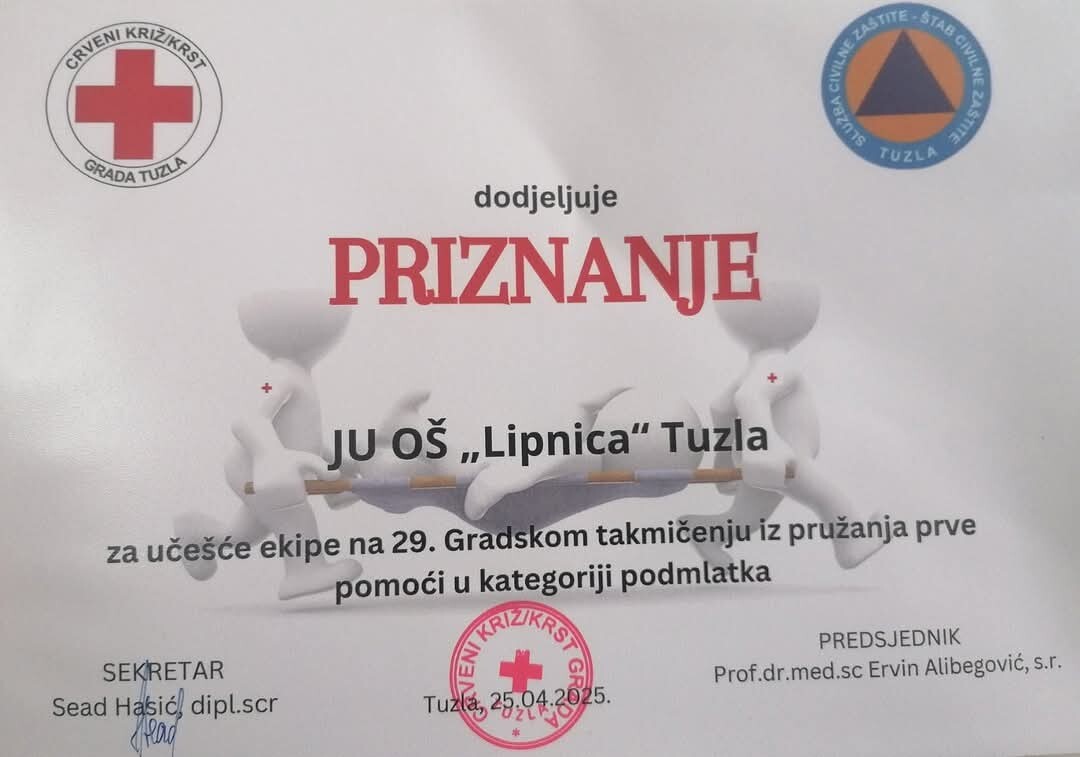 CRVENI KRIŽ/KRST
GRADA TUZLA
SLUŽBA CIVILNE ZAŠTITE - ŠTAB CIVILNE ZAŠTITE
TUZLA
dodjeljuje
PRIZNANJE
JU OŠ „Lipnica“ Tuzla
za učešće ekipe na 29. Gradskom takmičenju iz pružanja prve
pomoći u kategoriji podmlatka
SEKRETAR
Sead Hasić, dipl.scr
Sead
CRVENI KRIŽ/KRST GRADA
TUZLA
Tuzla, 25.04.2025.
PREDSJEDNIK
Prof.dr.med.sc Ervin Alibegović, s.r.